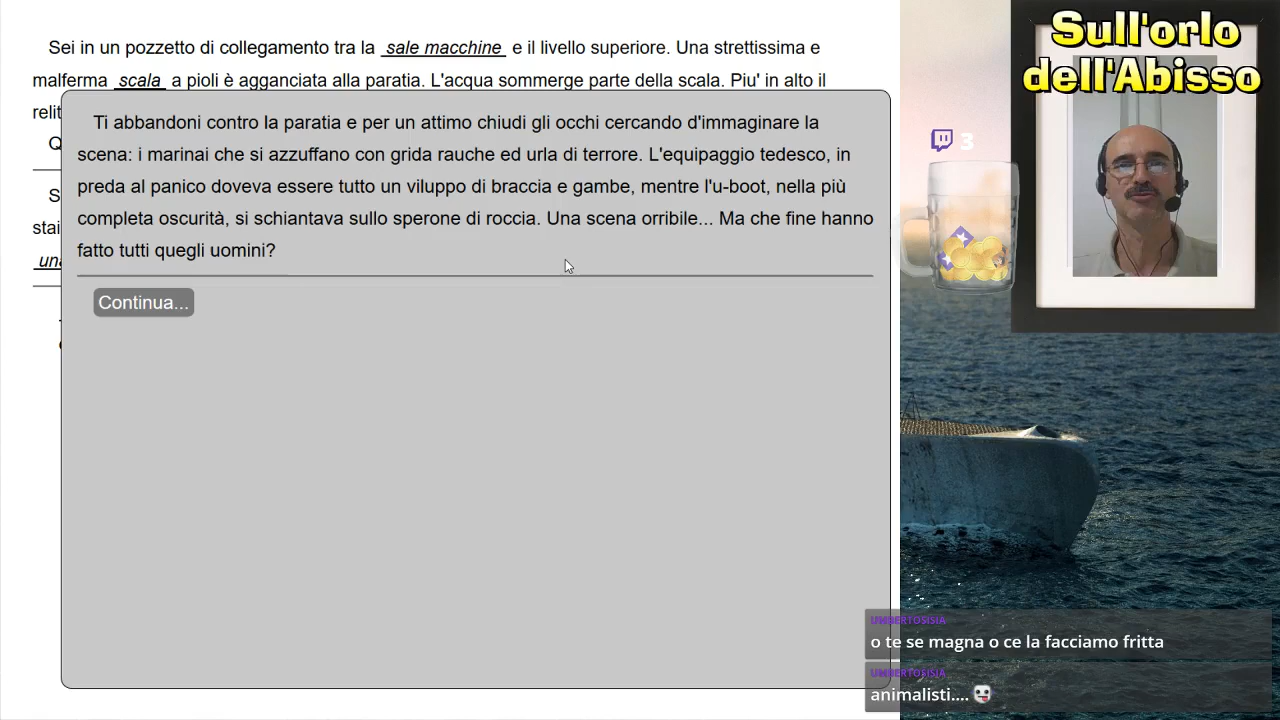 Sei in un pozzetto di collegamento tra la sale macchine e il livello superiore. Una strettissima e
malferma scala a pioli è agganciata alla paratia. L'acqua sommerge parte della scala. Piu' in alto il
relit
Q
S
stai
una
Ti abbandoni contro la paratia e per un attimo chiudi gli occhi cercando d'immaginare la
scena: i marinai che si azzuffano con grida rauche ed urla di terrore. L'equipaggio tedesco, in
preda al panico doveva essere tutto un viluppo di braccia e gambe, mentre l'u-boot, nella più
completa oscurità, si schiantava sullo sperone di roccia. Una scena orribile... Ma che fine hanno
fatto tutti quegli uomini?
Continua...
Sull'orlo
dell'Abisso
3
UMBERTOSISIA
o te se magna o ce la facciamo fritta
UMBERTOSISIA
animalisti....